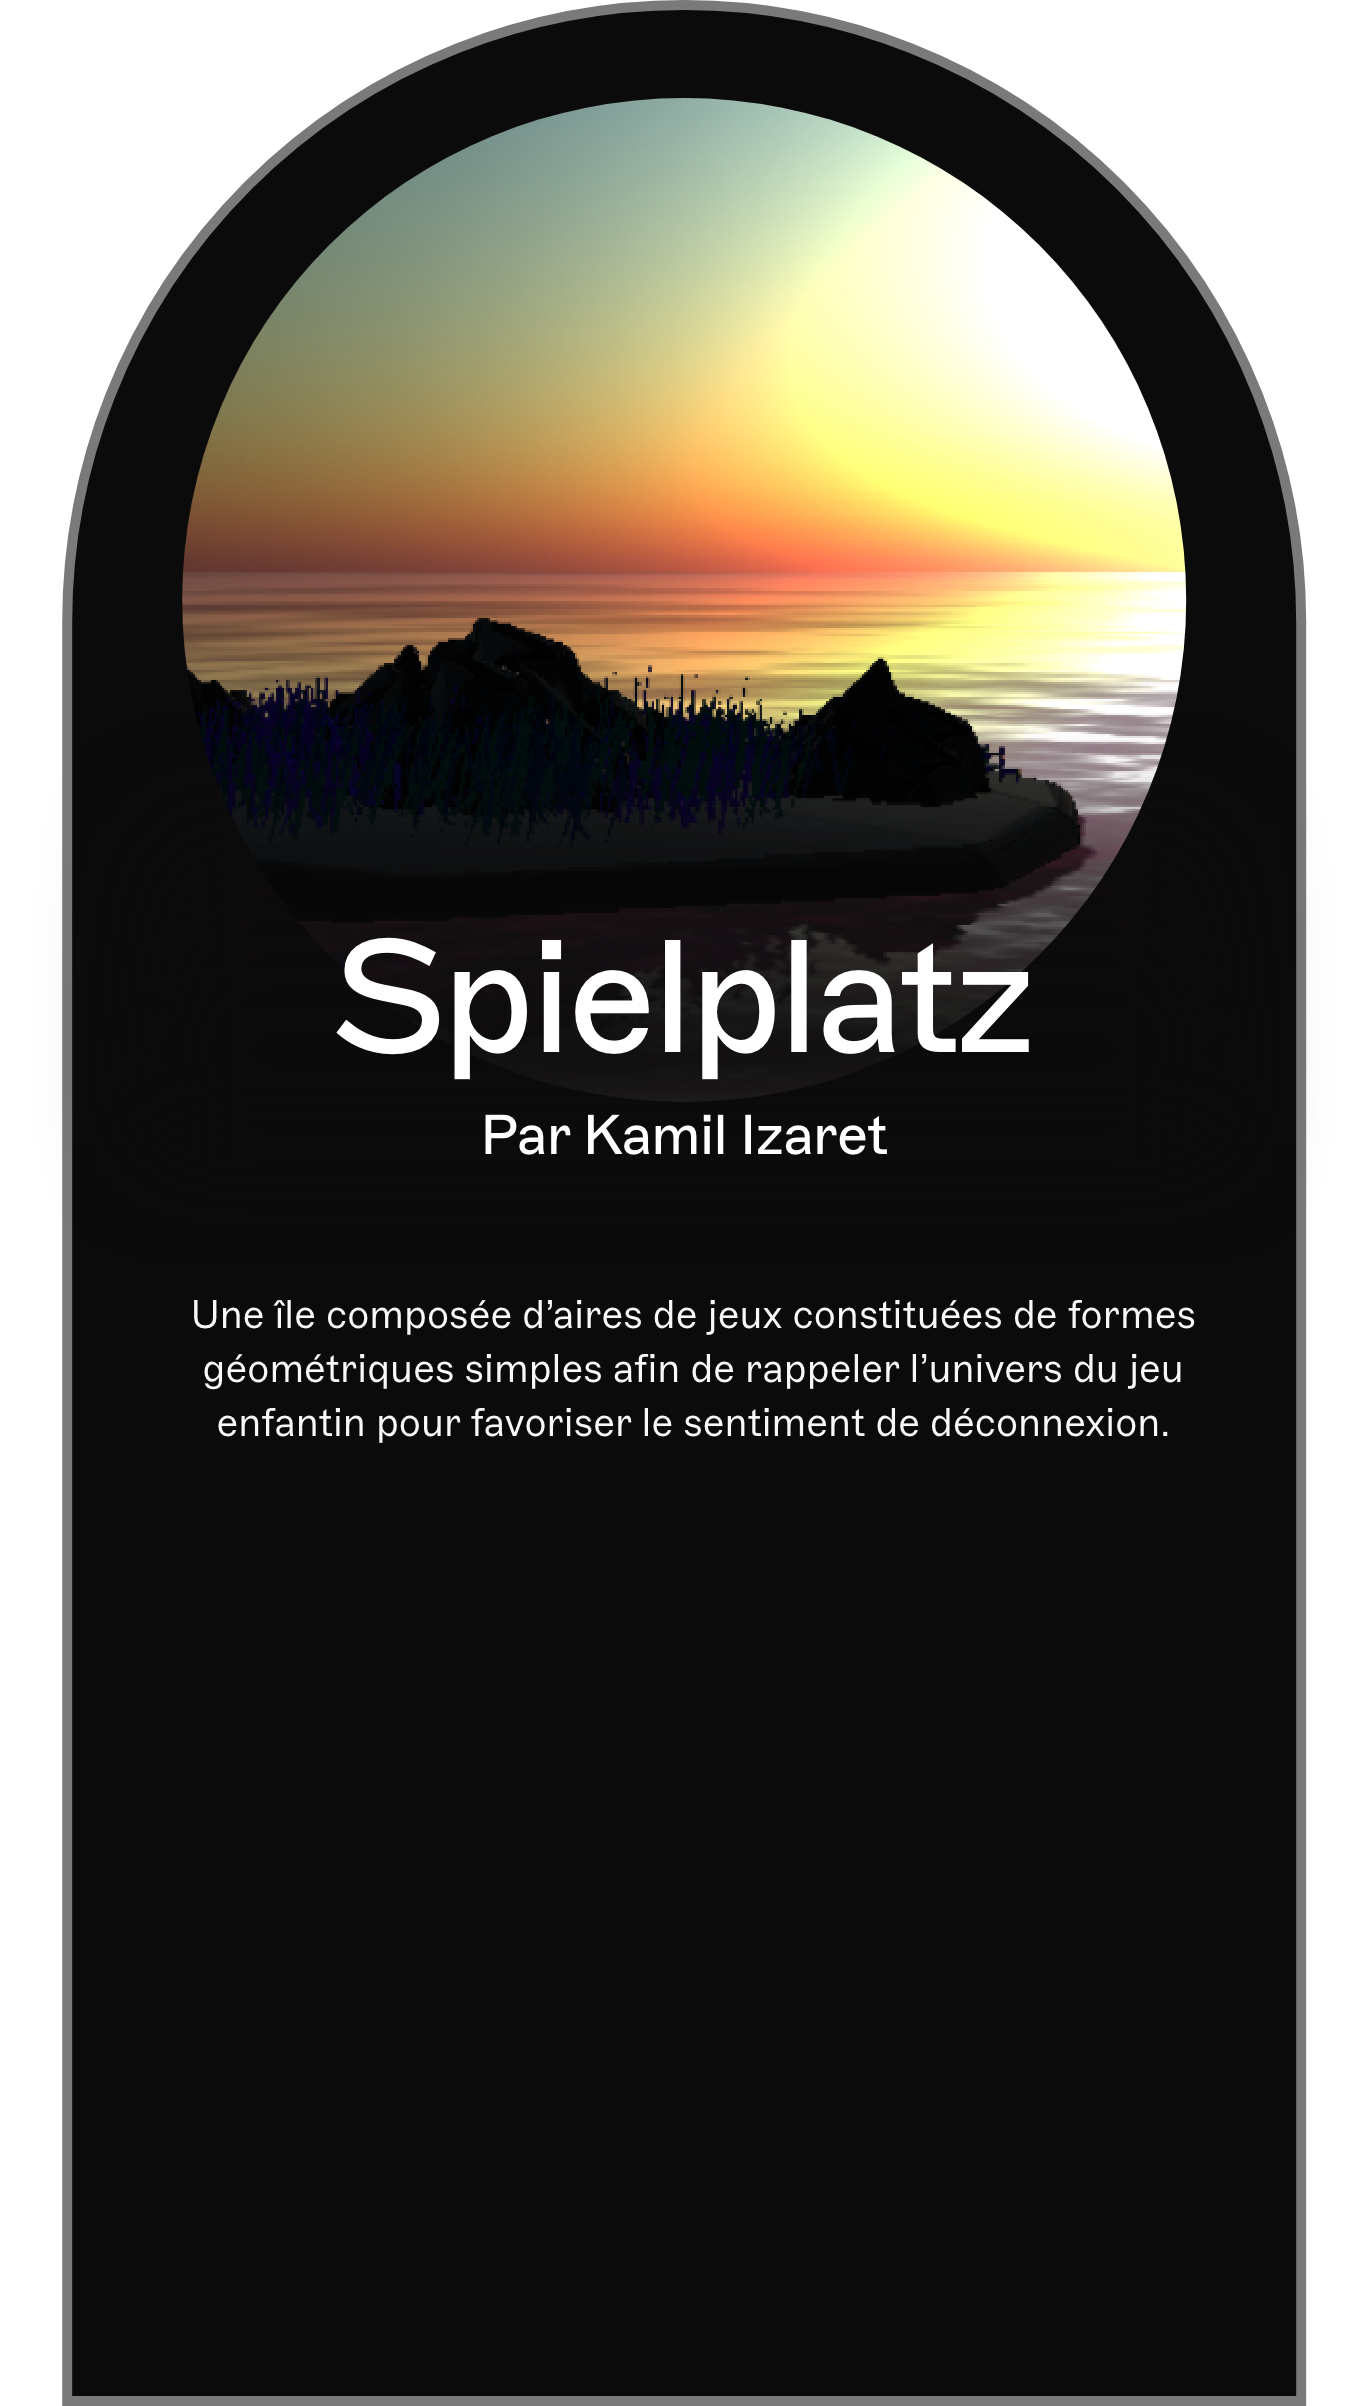 Spielplatz
Par Kamil Izaret
Une île composée d’aires de jeux constituées de formes
géométriques simples afin de rappeler l’univers du jeu
enfantin pour favoriser le sentiment de déconnexion.